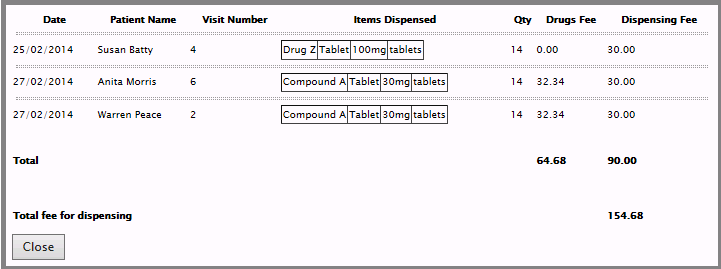 Date Patient Name Visit Number Items Dispensed Qty Drugs Fee Dispensing Fee
25/02/2014 Susan Batty 4 Drug Z Tablet 100mg tablets 14 0.00 30.00
27/02/2014 Anita Morris 6 Compound A Tablet 30mg tablets 14 32.34 30.00
27/02/2014 Warren Peace 2 Compound A Tablet 30mg tablets 14 32.34 30.00
Total 64.68 90.00
Total fee for dispensing 154.68
Close